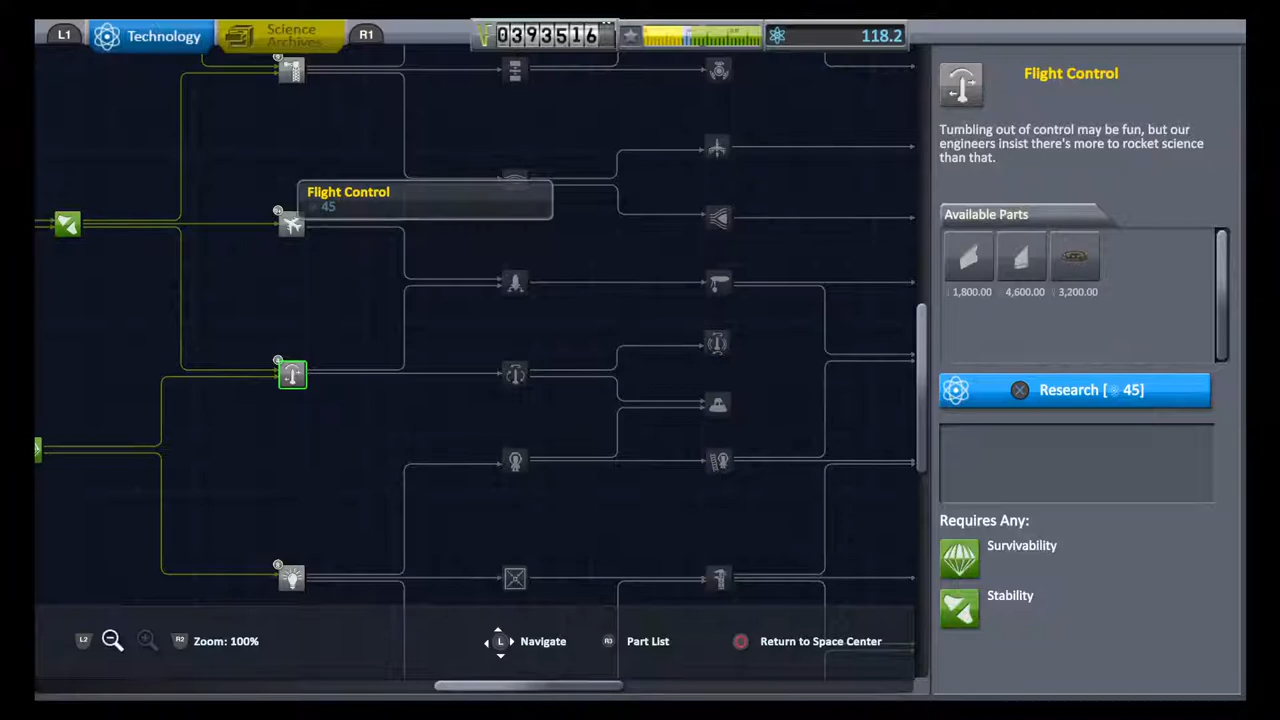 L1
Technology
Science
Archives
R1
0393516
118.2
Flight Control
Tumbling out of control may be fun, but our
engineers insist there's more to rocket science
than that.
Flight Control
45
Available Parts
1,800.00
4,600.00
3,200.00
Research [ 45]
Requires Any:
Survivability
Stability
L2
R2
Zoom: 100%
L
Navigate
R3
Part List
Return to Space Center